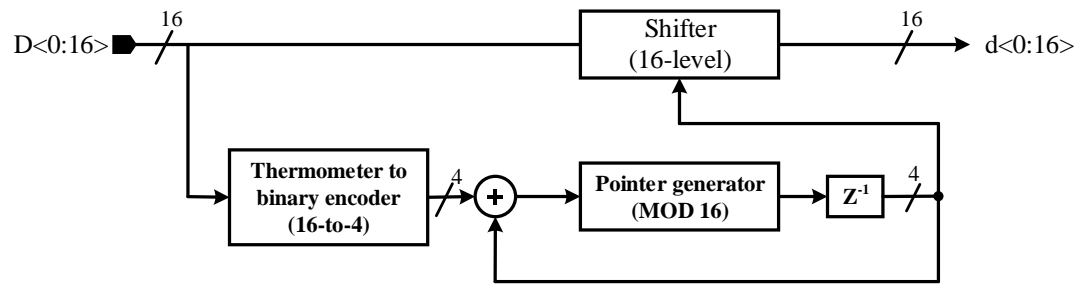 16
D<0:16>
Shifter
(16-level)
16
d<0:16>
Thermometer to
binary encoder
(16-to-4)
4
+
Pointer generator
(MOD 16)
Z-1
4